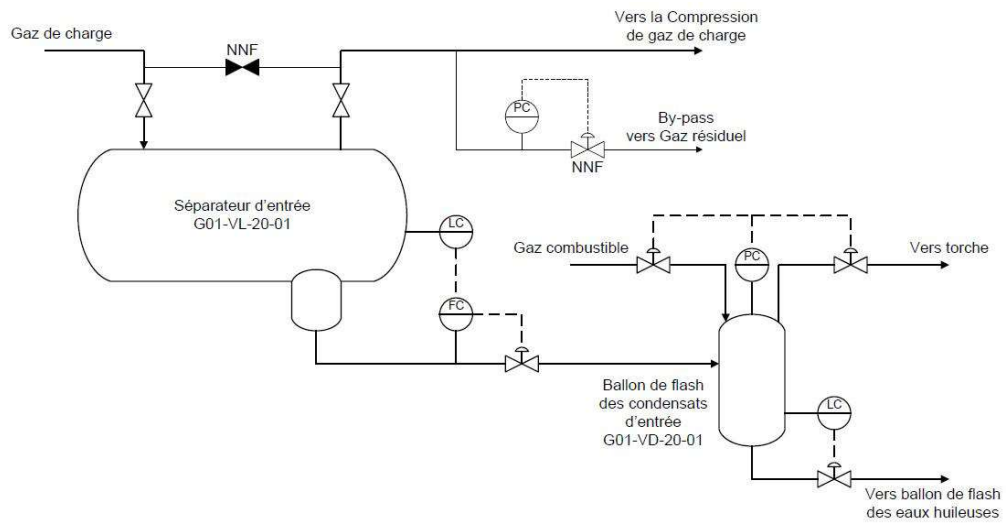 Gaz de charge
NNF
Vers la Compression
de gaz de charge
PC
By-pass
vers Gaz résiduel
NNF
Séparateur d'entrée
G01-VL-20-01
LC
FC
Gaz combustible
PC
Vers torche
Ballon de flash
des condensats
d'entrée
G01-VD-20-01
LC
Vers ballon de flash
des eaux huileuses